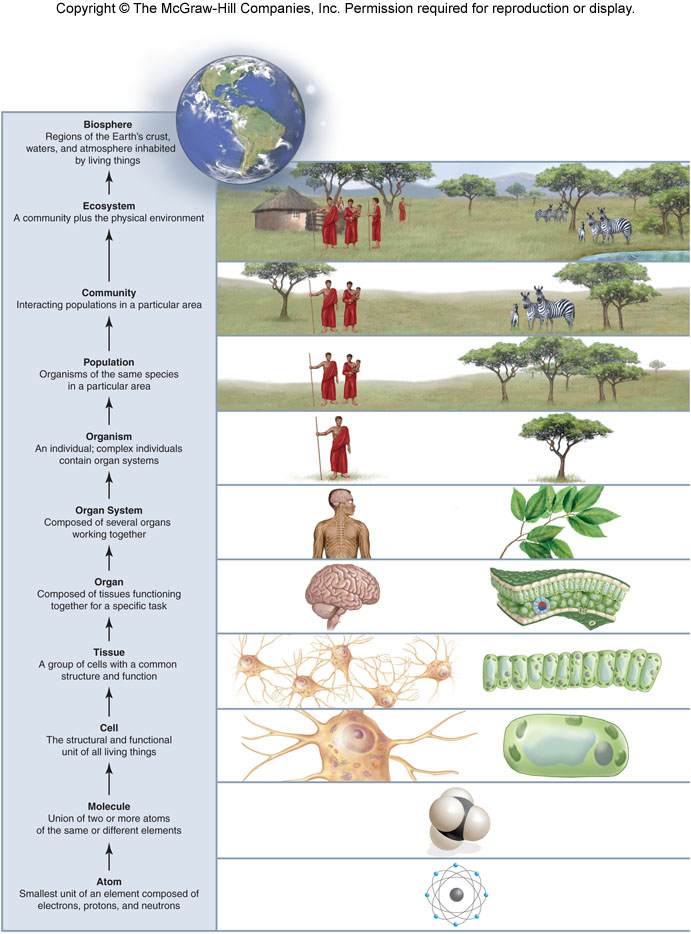 Copyright © The McGraw-Hill Companies, Inc. Permission required for reproduction or display.
Biosphere
Regions of the Earth's crust,
waters, and atmosphere inhabited
by living things
Ecosystem
A community plus the physical environment
Community
Interacting populations in a particular area
Population
Organisms of the same species
in a particular area
Organism
An individual; complex individuals
contain organ systems
Organ System
Composed of several organs
working together
Organ
Composed of tissues functioning
together for a specific task
Tissue
A group of cells with a common
structure and function
Cell
The structural and functional
unit of all living things
Molecule
Union of two or more atoms
of the same or different elements
Atom
Smallest unit of an element composed of
electrons, protons, and neutrons